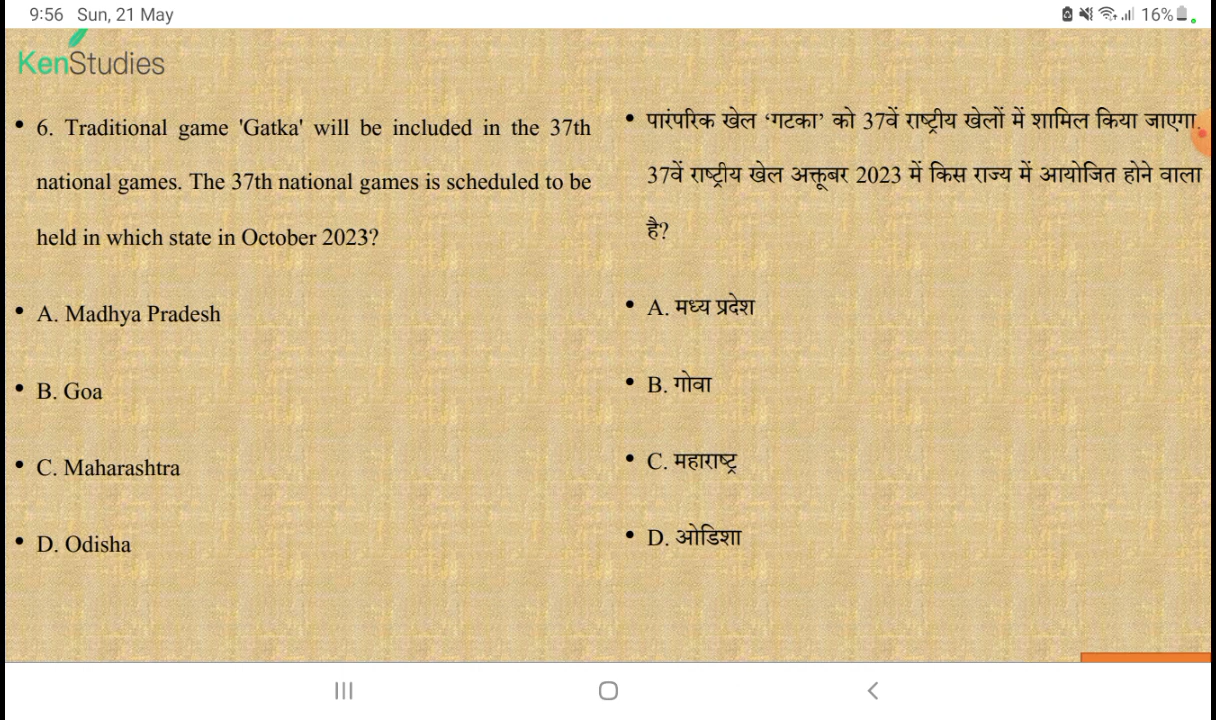 9:56 Sun, 21 May
16%
KenStudies
• 6. Traditional game 'Gatka' will be included in the 37th
national games. The 37th national games is scheduled to be
held in which state in October 2023?
• A. Madhya Pradesh
• B. Goa
• C. Maharashtra
• D. Odisha
• पारंपरिक खेल ‘गटका’ को 37वें राष्ट्रीय खेलों में शामिल किया जाएगा.
37वें राष्ट्रीय खेल अक्तूबर 2023 में किस राज्य में आयोजित होने वाला
है?
• A. मध्य प्रदेश
• B. गोवा
• C. महाराष्ट्र
• D. ओडिशा